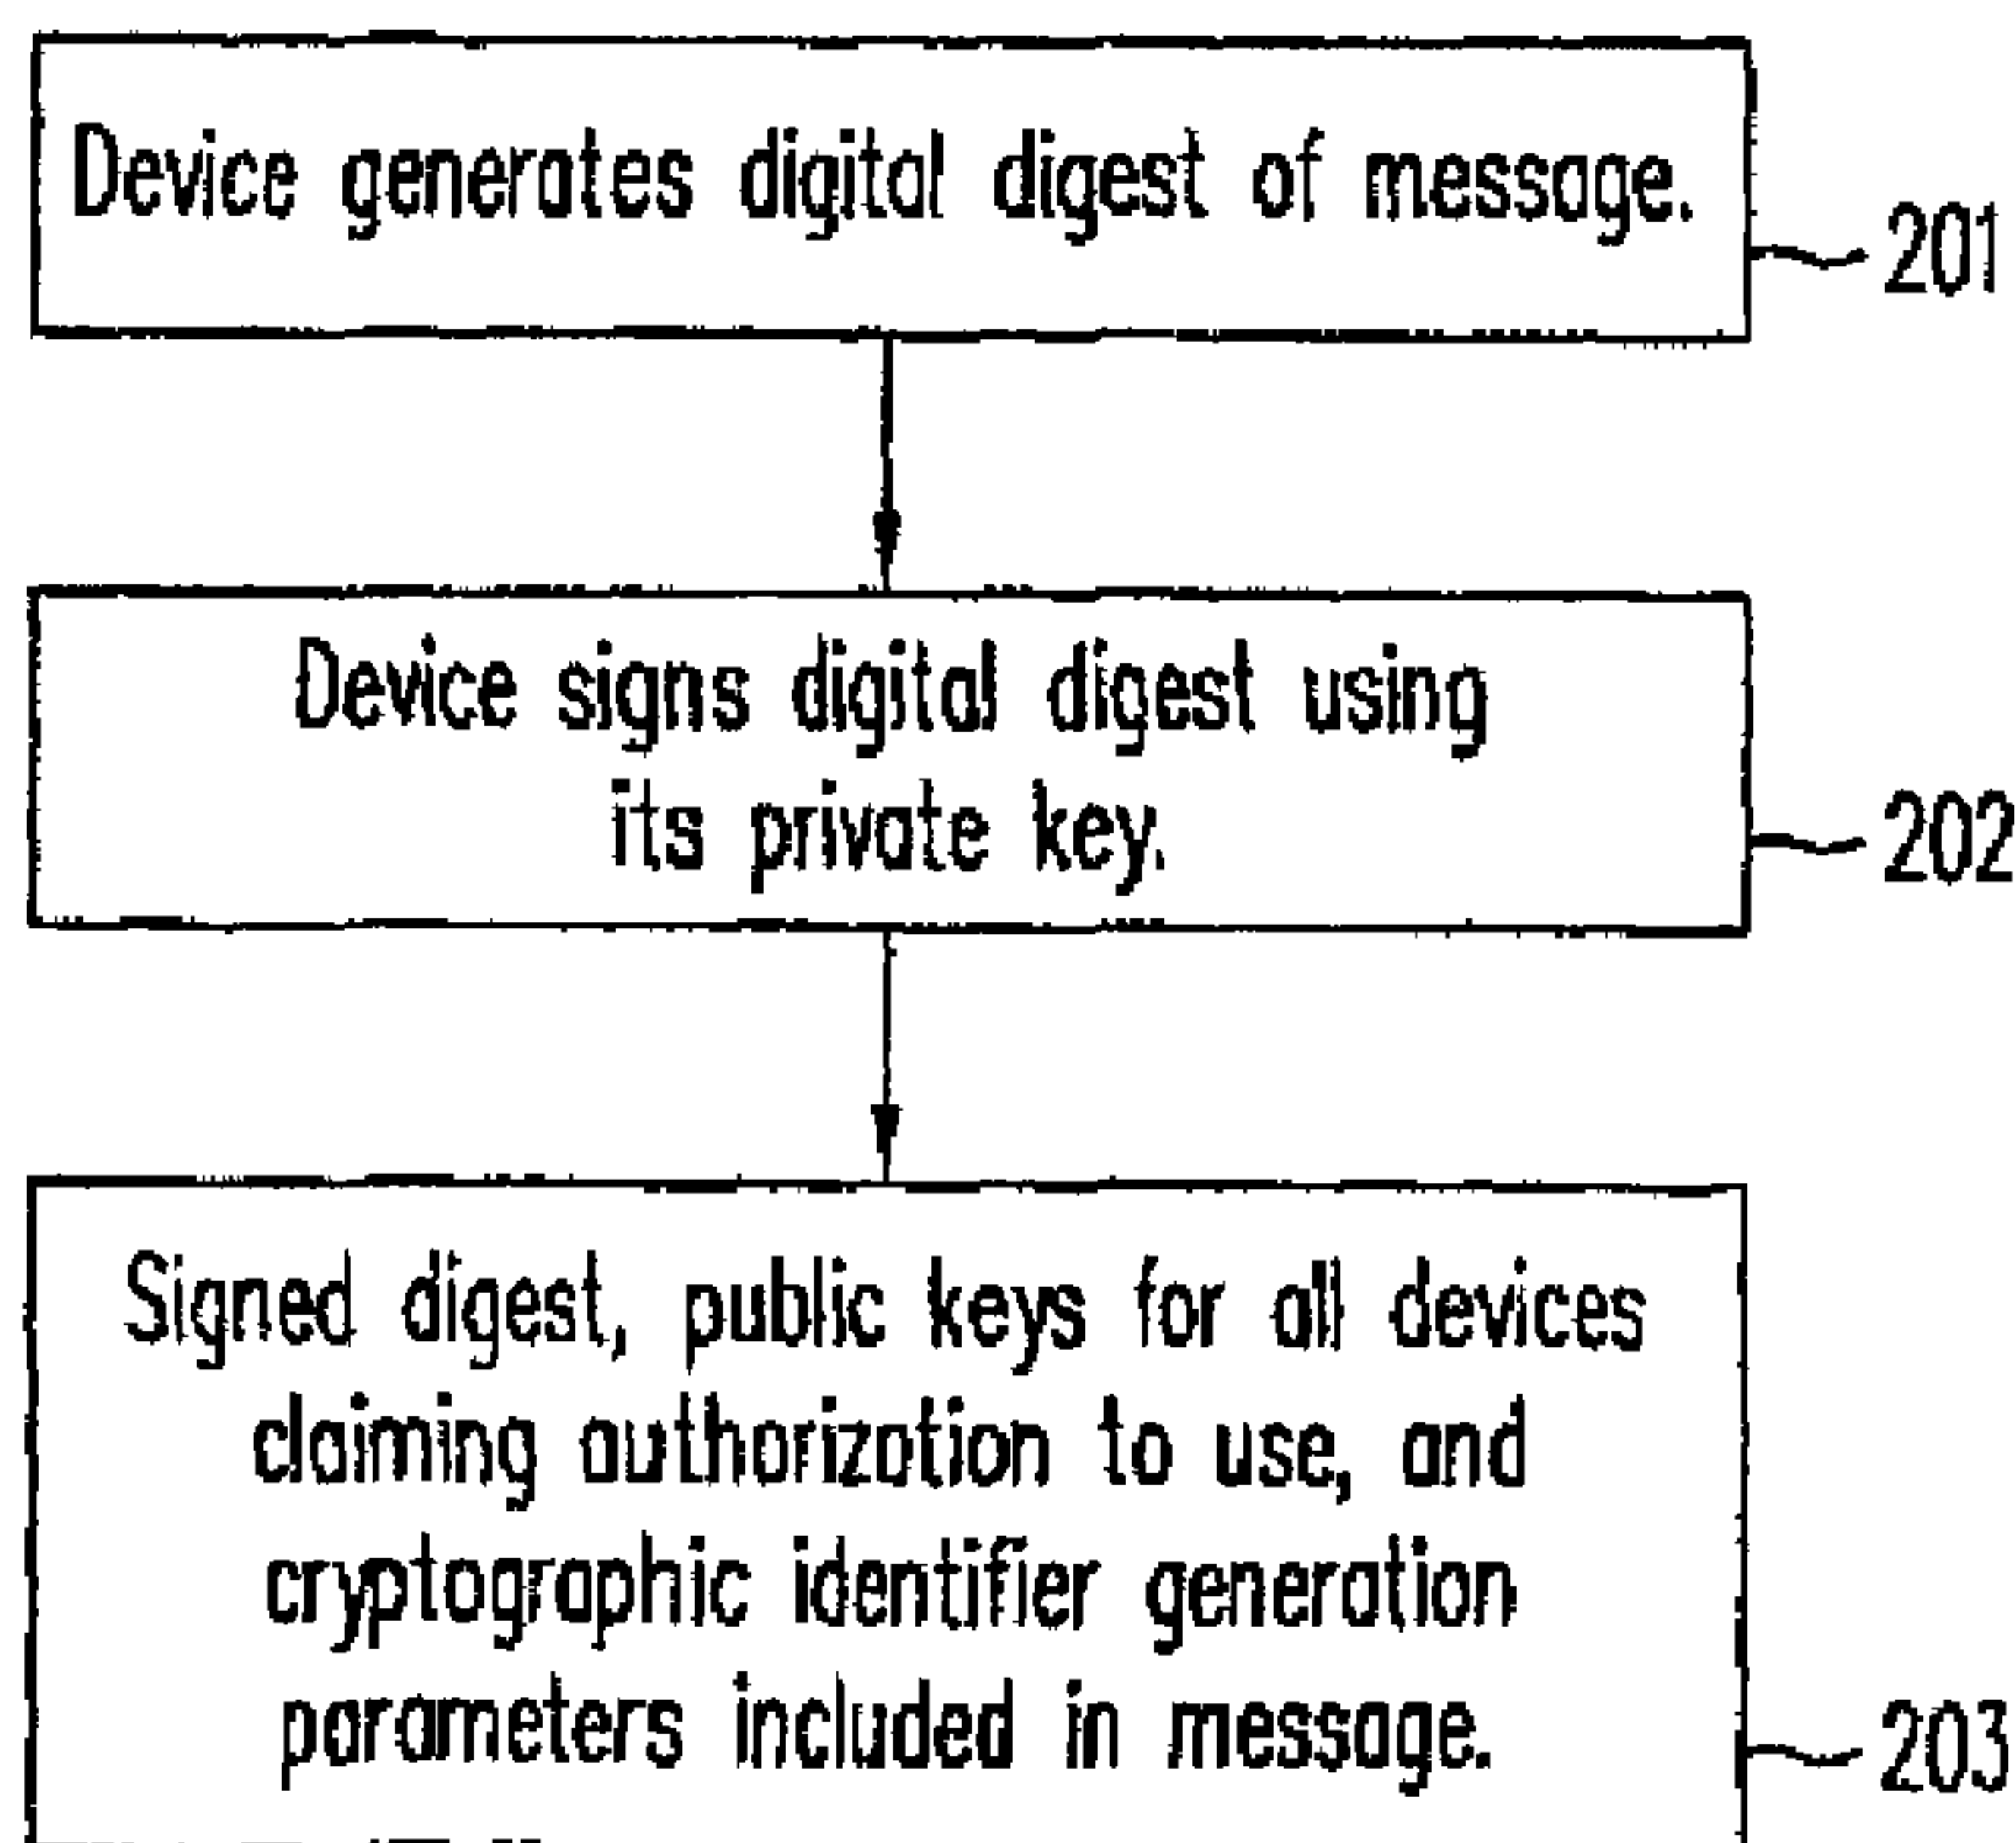 Device generates digital digest of message.
201
Device signs digital digest using
its private key.
202
Signed digest, public keys for all devices
claiming authorization to use, and
cryptographic identifier generation
parameters included in message.
203